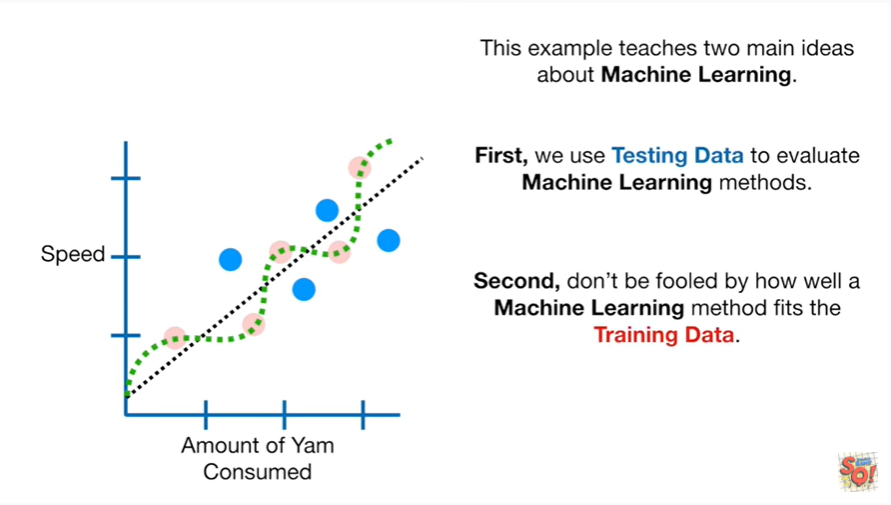 This example teaches two main ideas
about Machine Learning.
First, we use Testing Data to evaluate
Machine Learning methods.
Second, don't be fooled by how well a
Machine Learning method fits the
Training Data.
Speed
Amount of Yam
Consumed
SQ!